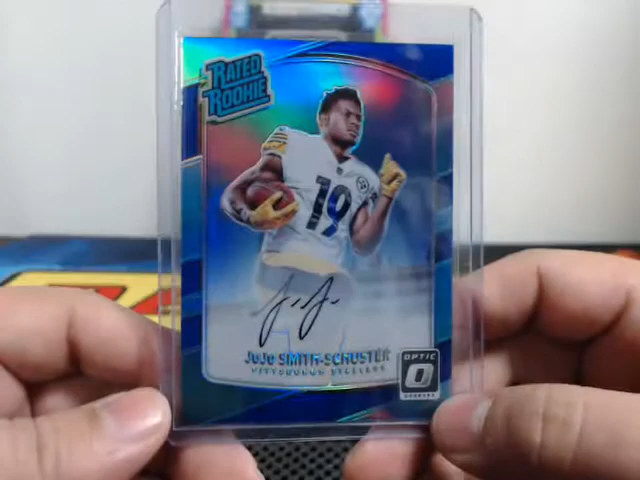 RATED
ROOKIE
19
JuJu SMITH-SCHUSTER
PITTSBURGH STEELERS
OPTIC
O
DONRUSS